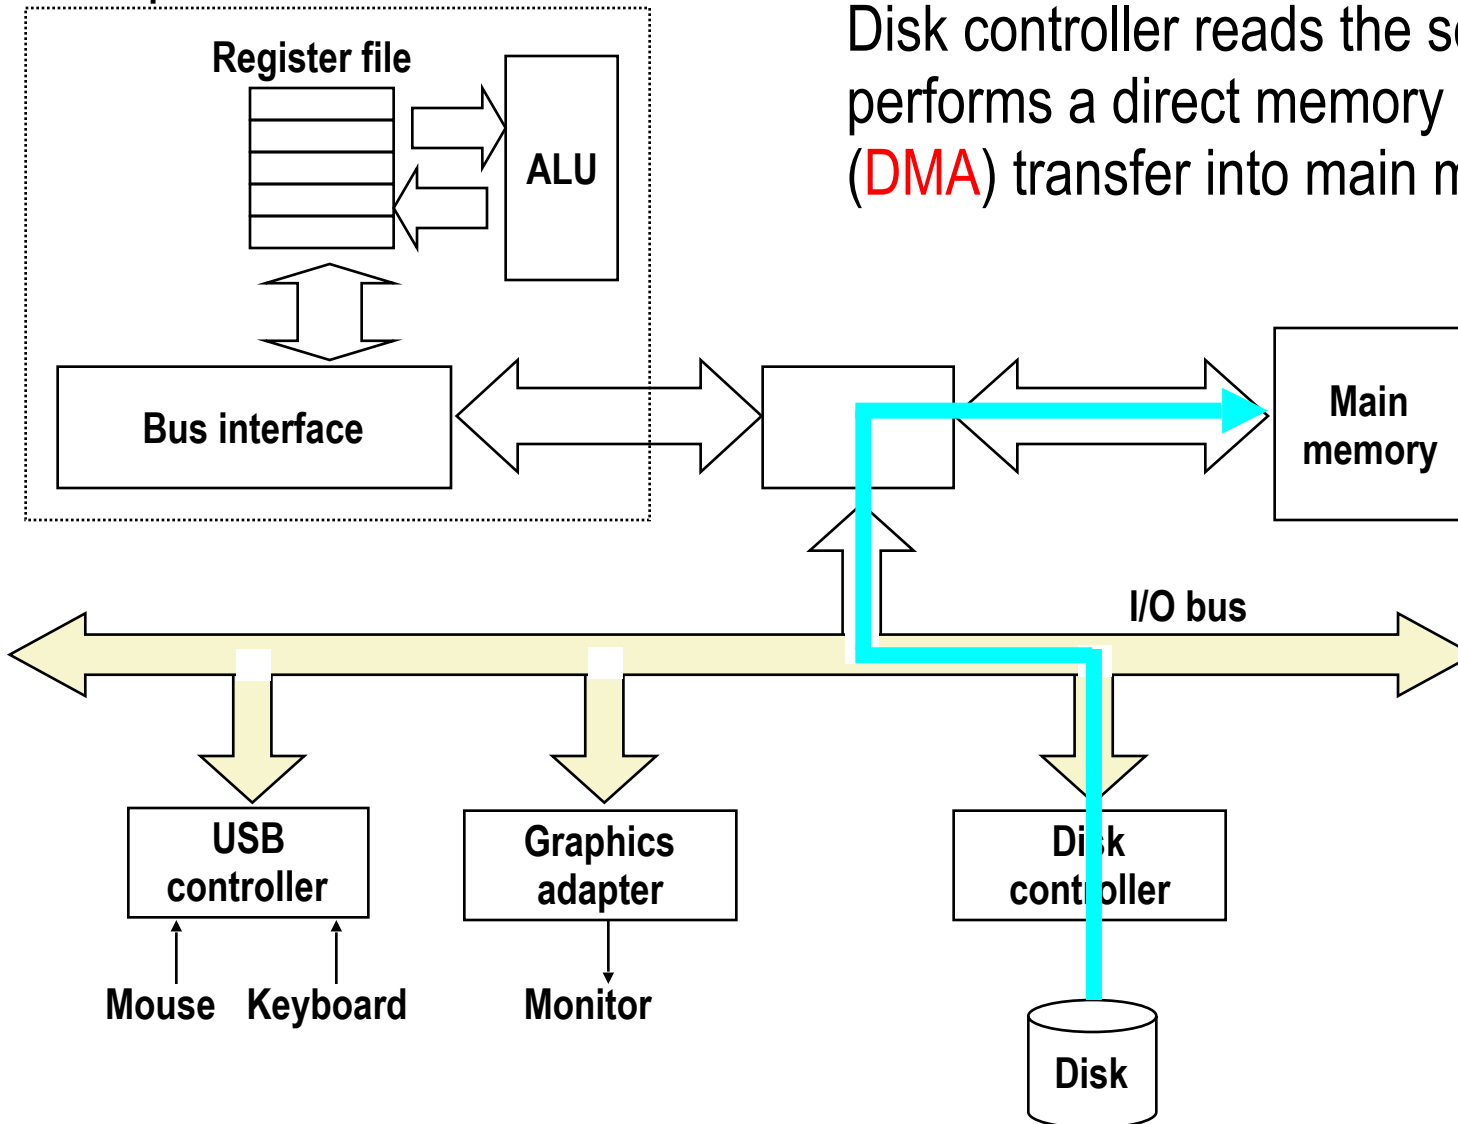 Disk controller reads the
performs a direct memory
(DMA) transfer into main
Register file
ALU
Bus interface
Main
memory
I/O bus
USB
controller
Graphics
adapter
Disk
controller
Mouse Keyboard
Monitor
Disk